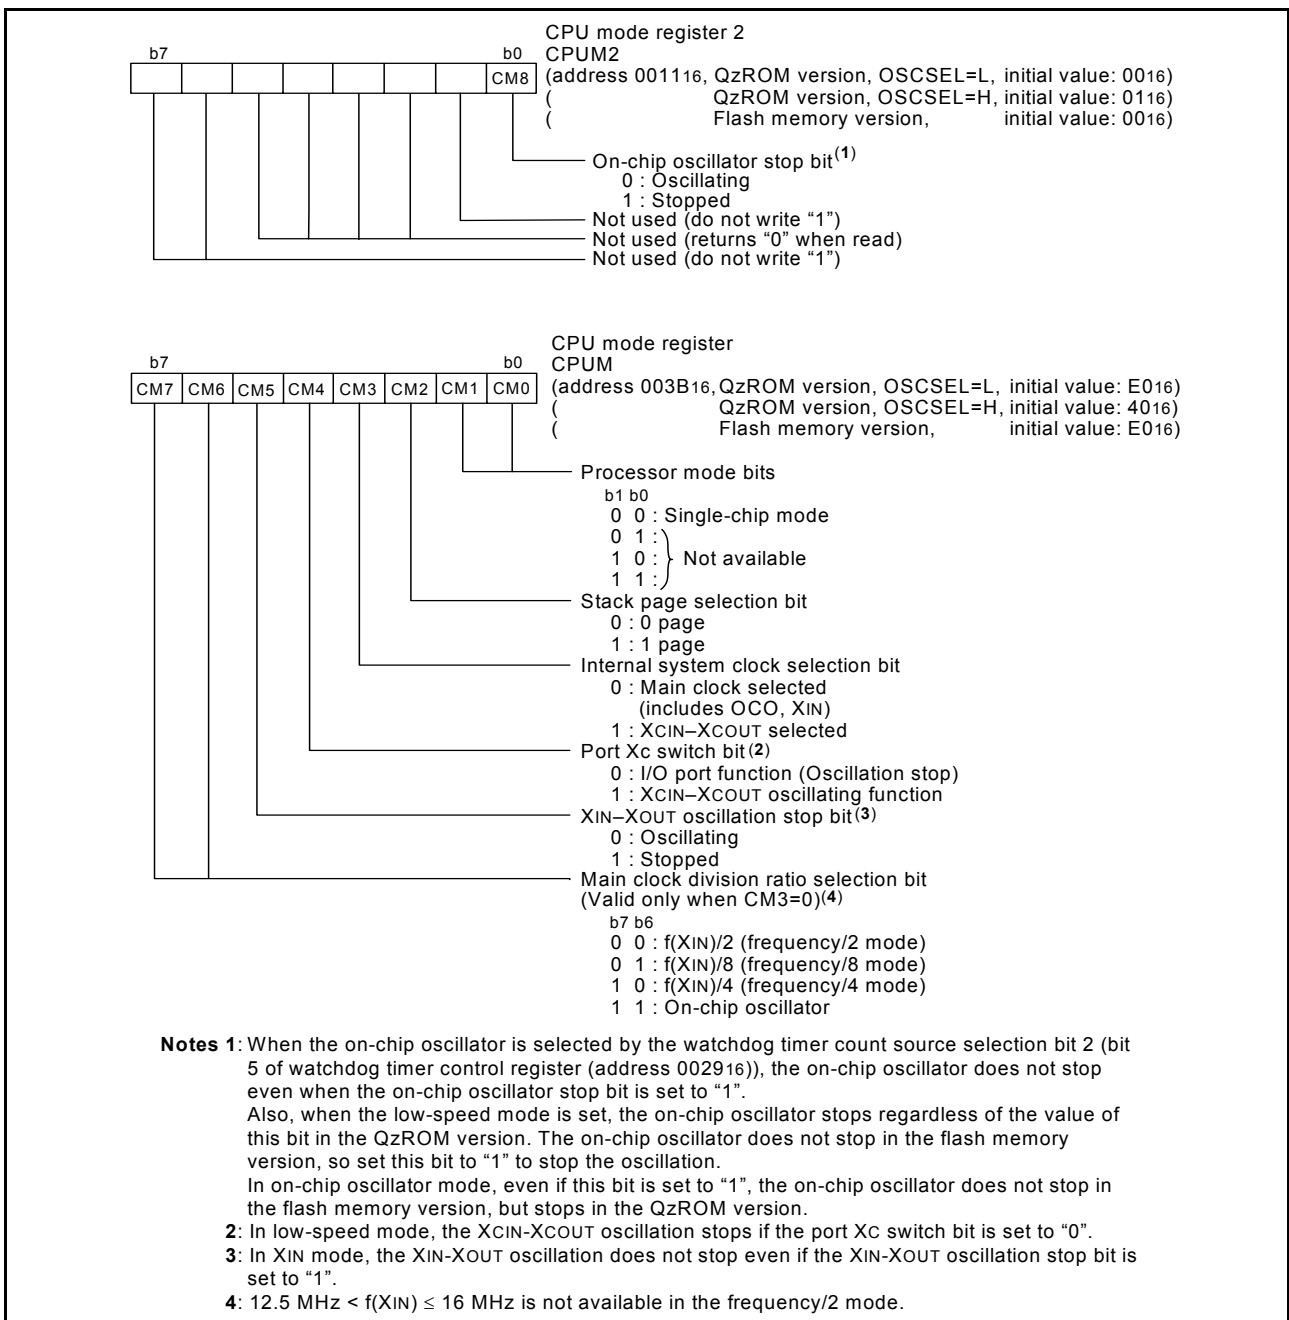 CPU mode register 2
b7 b0 CPUM2
CM8 (address 001116, QzROM version, OSCSEL=L, initial value: 0016)
( QzROM version, OSCSEL=H, initial value: 0116)
( Flash memory version, initial value: 0016)
On-chip oscillator stop bit(1)
0 : Oscillating
1 : Stopped
Not used (do not write “1”)
Not used (returns “0” when read)
Not used (do not write “1”)
CPU mode register
b7 b0 CPUM
CM7 CM6 CM5 CM4 CM3 CM2 CM1 CM0 (address 003B16, QzROM version, OSCSEL=L, initial value: E016)
( QzROM version, OSCSEL=H, initial value: 4016)
( Flash memory version, initial value: E016)
Processor mode bits
b1 b0
0 0 : Single-chip mode
0 1 :
1 0 : Not available
1 1 :
Stack page selection bit
0 : 0 page
1 : 1 page
Internal system clock selection bit
0 : Main clock selected
(includes OCO, XIN)
1 : XCIN–XCOUT selected
Port Xc switch bit(2)
0 : I/O port function (Oscillation stop)
1 : XCIN–XCOUT oscillating function
XIN–XOUT oscillation stop bit(3)
0 : Oscillating
1 : Stopped
Main clock division ratio selection bit
(Valid only when CM3=0)(4)
b7 b6
0 0 : f(XIN)/2 (frequency/2 mode)
0 1 : f(XIN)/8 (frequency/8 mode)
1 0 : f(XIN)/4 (frequency/4 mode)
1 1 : On-chip oscillator
Notes 1: When the on-chip oscillator is selected by the watchdog timer count source selection bit 2 (bit
5 of watchdog timer control register (address 002916)), the on-chip oscillator does not stop
even when the on-chip oscillator stop bit is set to “1”.
Also, when the low-speed mode is set, the on-chip oscillator stops regardless of the value of
this bit in the QzROM version. The on-chip oscillator does not stop in the flash memory
version, so set this bit to “1” to stop the oscillation.
In on-chip oscillator mode, even if this bit is set to “1”, the on-chip oscillator does not stop in
the flash memory version, but stops in the QzROM version.
2: In low-speed mode, the XCIN-XCOUT oscillation stops if the port XC switch bit is set to “0”.
3: In XIN mode, the XIN-XOUT oscillation does not stop even if the XIN-XOUT oscillation stop bit is
set to “1”.
4: 12.5 MHz < f(XIN) ≤ 16 MHz is not available in the frequency/2 mode.